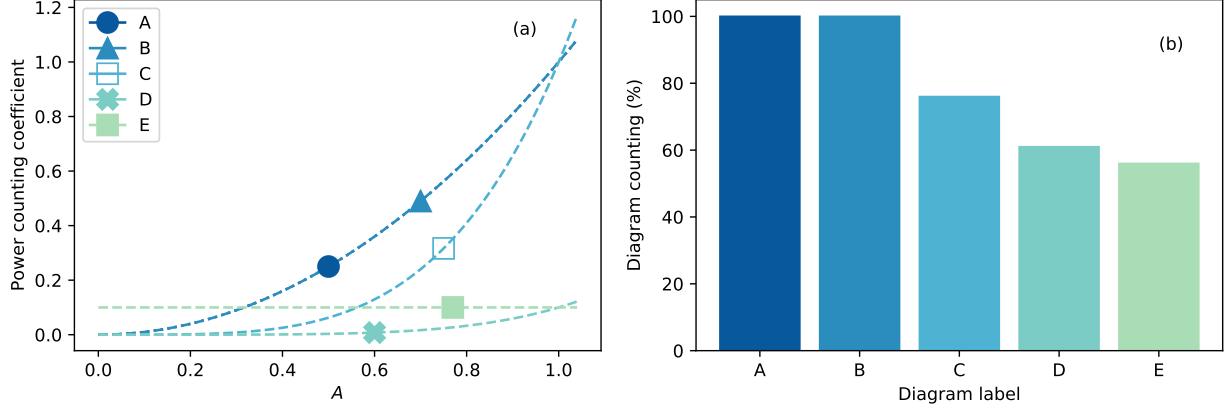 Power counting coefficient
1.2
1.0
0.8
0.6
0.4
0.2
0.0
A
B
C
D
E
(a)
0.0 0.2 0.4 0.6 0.8 1.0
A
Diagram counting (%)
100
80
60
40
20
0
(b)
A B C D E
Diagram label